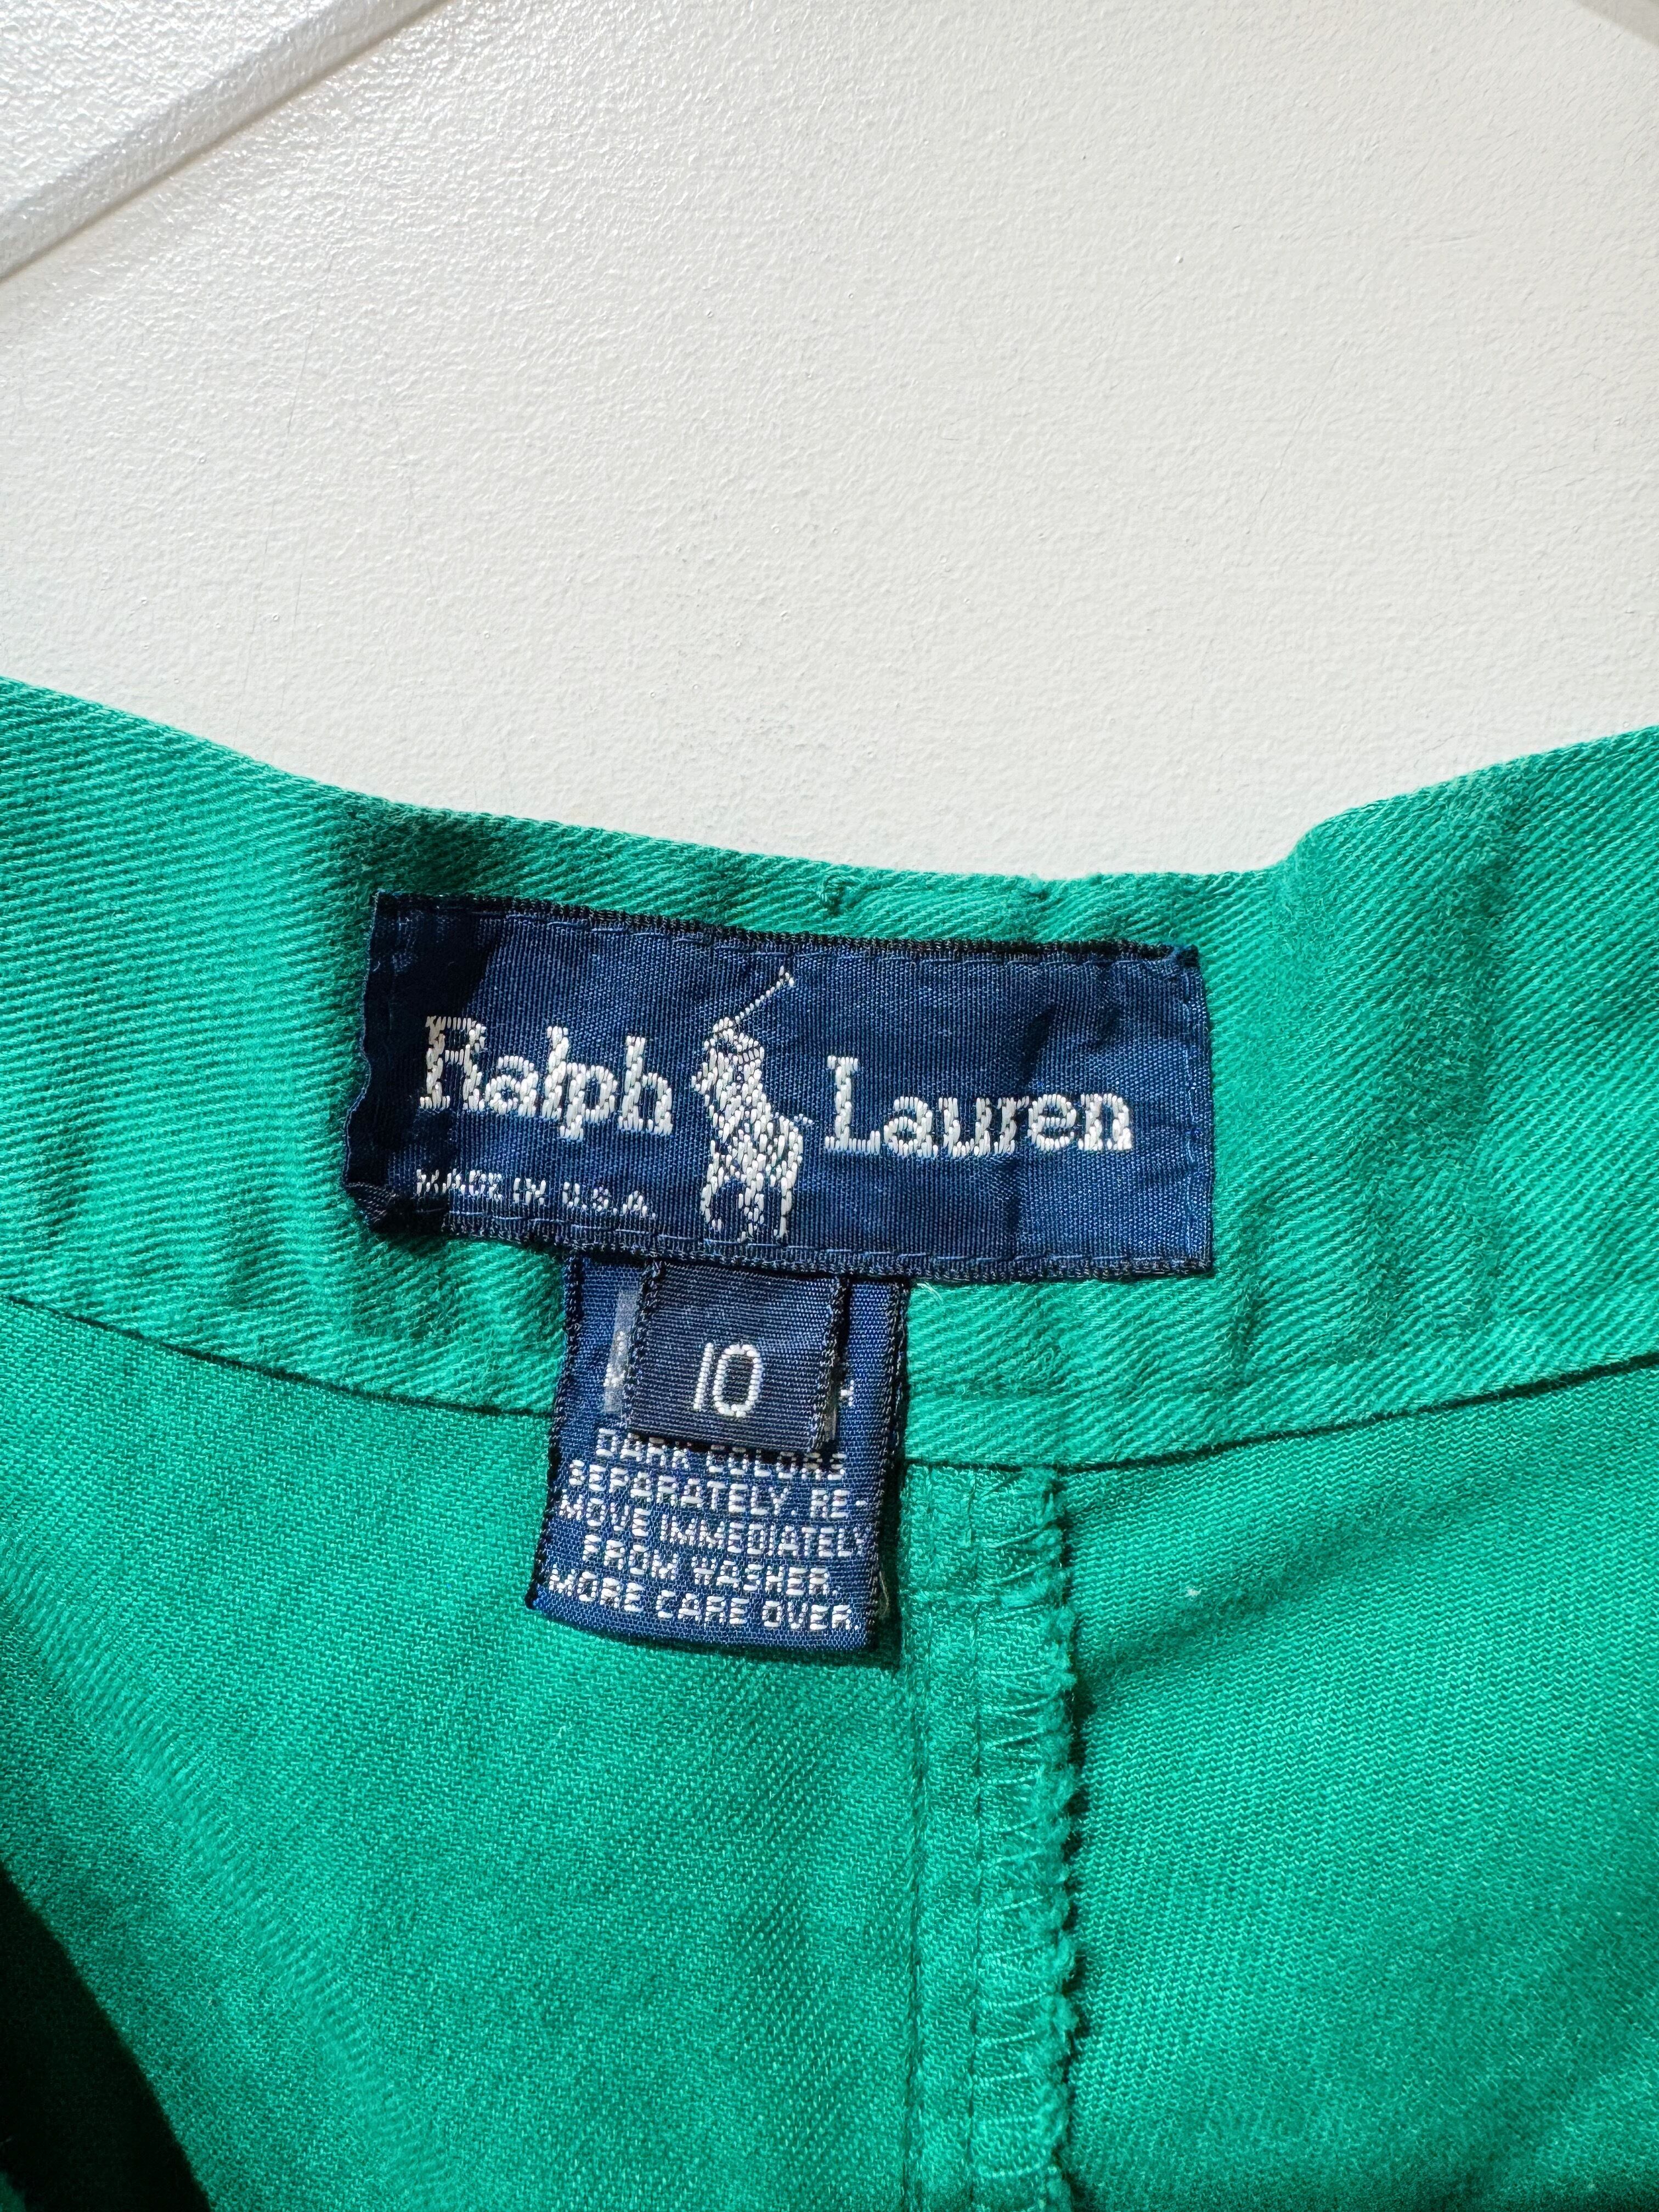 Ralph Lauren
MADE IN U.S.A.
10
DARK COLORS
SEPARATELY. RE-
MOVE IMMEDIATELY
FROM WASHER.
MORE CARE OVER.